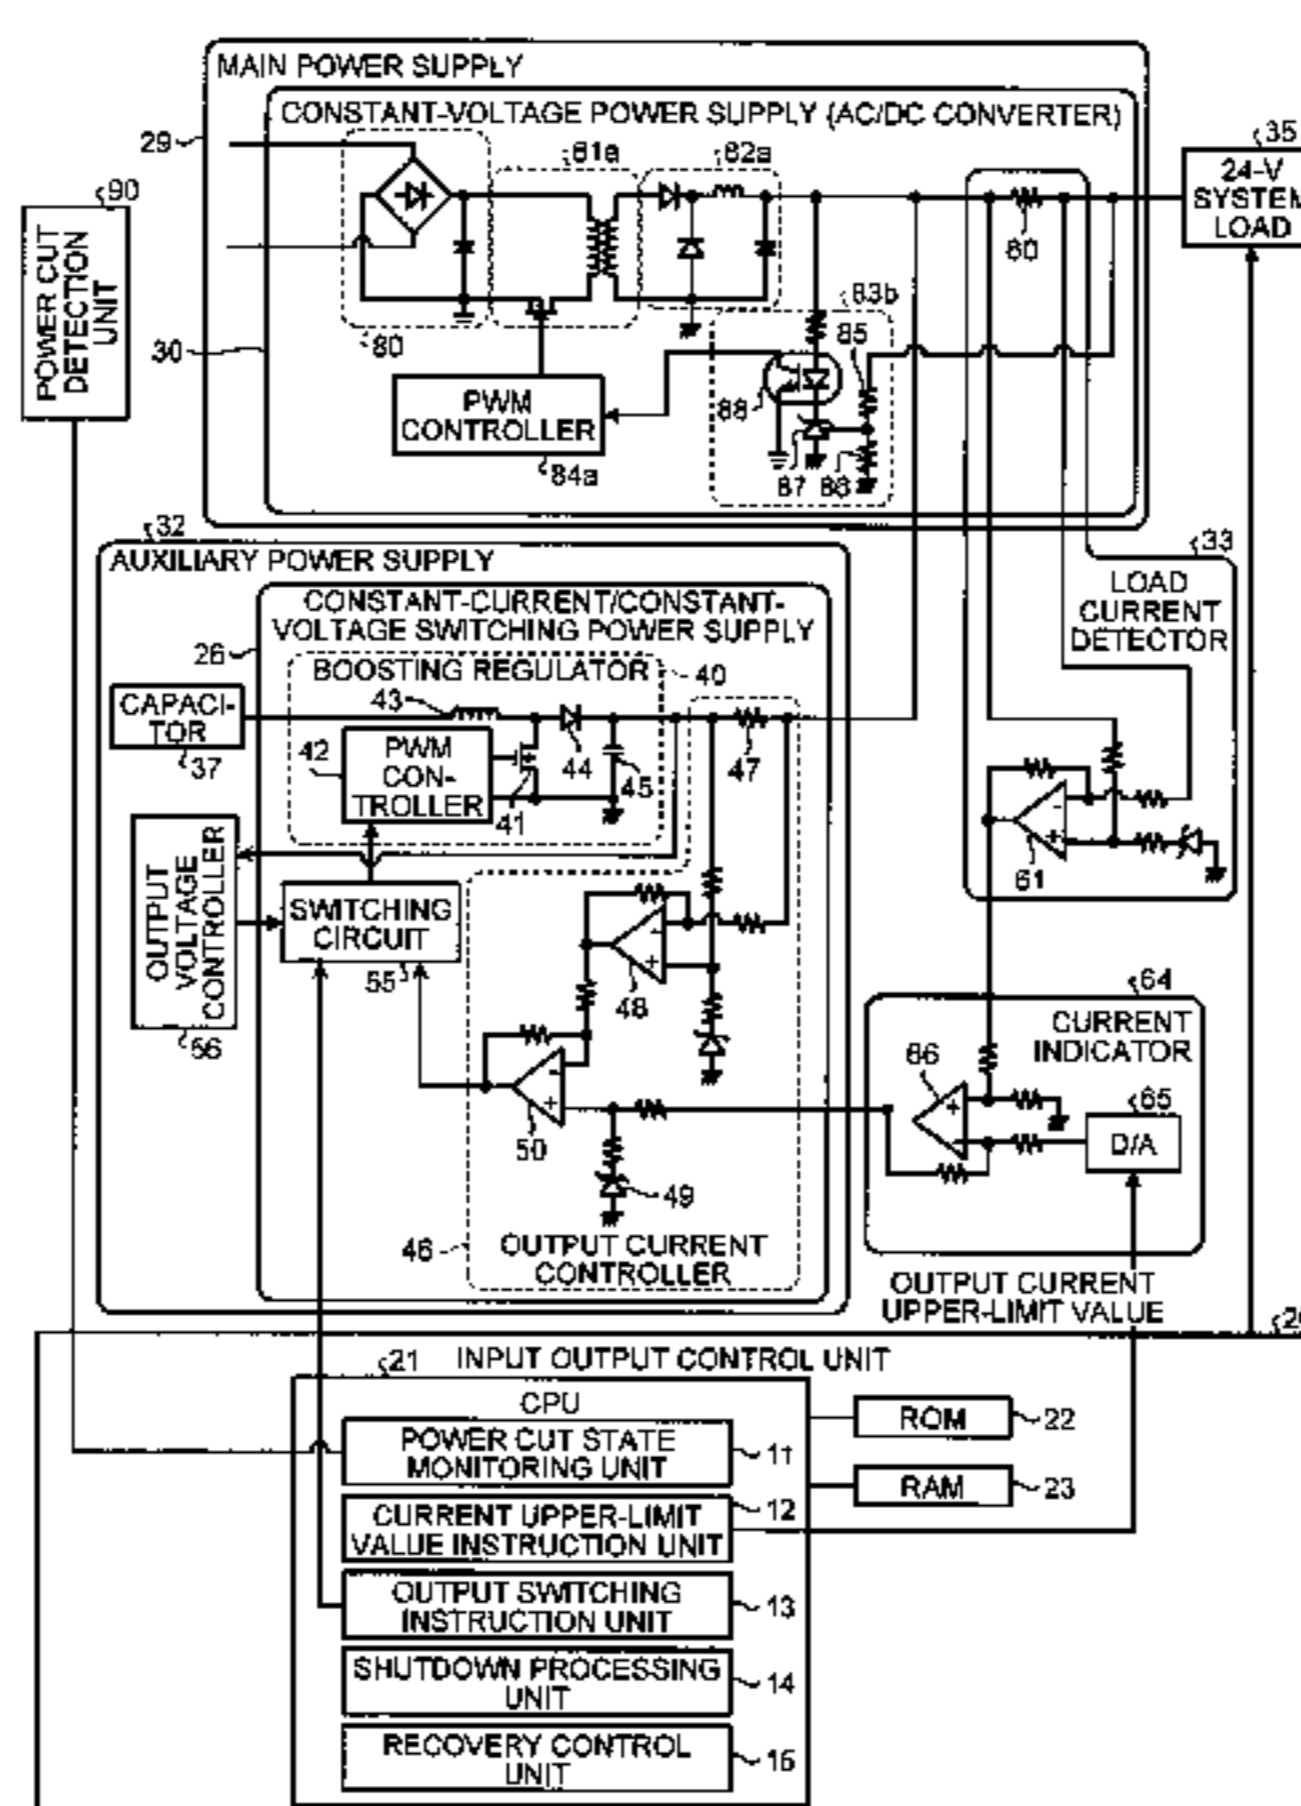 MAIN POWER SUPPLY
CONSTANT-VOLTAGE POWER SUPPLY (AC/DC CONVERTER)
29
81a
82a
35
24-V
SYSTEM
LOAD
90
POWER CUT
DETECTION
UNIT
60
80
30
83b
85
PWM
CONTROLLER
88
84a
87
86
32
AUXILIARY POWER SUPPLY
33
LOAD
CURRENT
DETECTOR
CONSTANT-CURRENT/CONSTANT-
VOLTAGE SWITCHING POWER SUPPLY
26
BOOSTING REGULATOR
40
CAPACI-
TOR
37
43
42
PWM
CON-
TROLLER
41
44
45
47
-
+
61
OUTPUT
VOLTAGE
CONTROLLER
56
SWITCHING
CIRCUIT
55
-
+
48
64
CURRENT
INDICATOR
66
+
-
65
D/A
-
+
50
49
46
OUTPUT CURRENT
CONTROLLER
OUTPUT CURRENT
UPPER-LIMIT VALUE
INPUT OUTPUT CONTROL UNIT
21
CPU
POWER CUT STATE
MONITORING UNIT
11
ROM
22
RAM
23
CURRENT UPPER-LIMIT
VALUE INSTRUCTION UNIT
12
OUTPUT SWITCHING
INSTRUCTION UNIT
13
SHUTDOWN PROCESSING
UNIT
14
RECOVERY CONTROL
UNIT
15